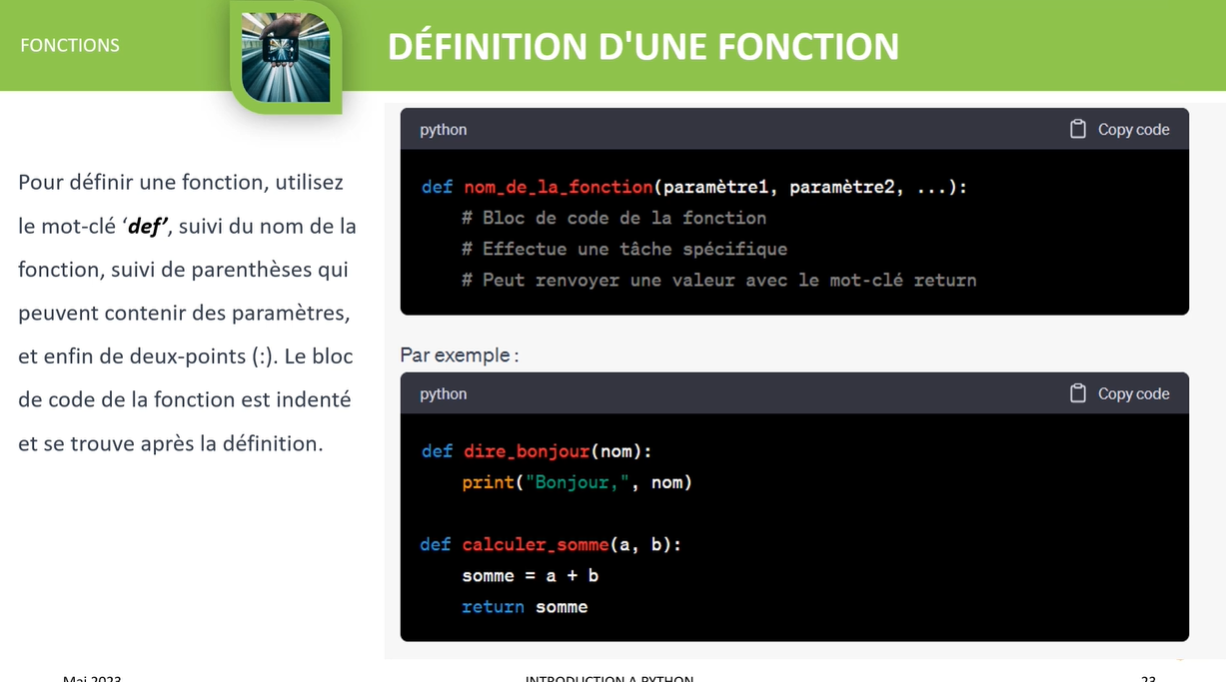 FONCTIONS
DÉFINITION D'UNE FONCTION
Pour définir une fonction, utilisez
le mot-clé ‘def’, suivi du nom de la
fonction, suivi de parenthèses qui
peuvent contenir des paramètres,
et enfin de deux-points (:). Le bloc
de code de la fonction est indenté
et se trouve après la définition.
python
Copy code
def nom_de_la_fonction(paramètre1, paramètre2, ...):
    # Bloc de code de la fonction
    # Effectue une tâche spécifique
    # Peut renvoyer une valeur avec le mot-clé return
Par exemple :
python
Copy code
def dire_bonjour(nom):
    print("Bonjour,", nom)
def calculer_somme(a, b):
    somme = a + b
    return somme
Mai 2023
INTRODUCTION A PYTHON
23